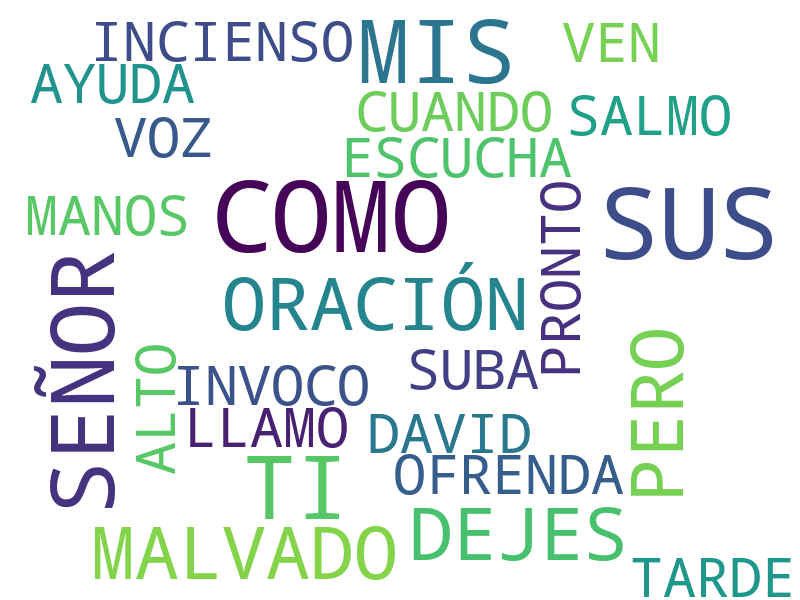 INCIENSO
MIS
VEN
AYUDA
CUANDO
SALMO
VOZ
ESCUCHA
MANOS
COMO
PRONTO
SUS
SEÑOR
ORACIÓN
ALTO
INVOCO
SUBA
PERO
LLAMO
DAVID
TI
OFRENDA
MALVADO
DEJES
TARDE